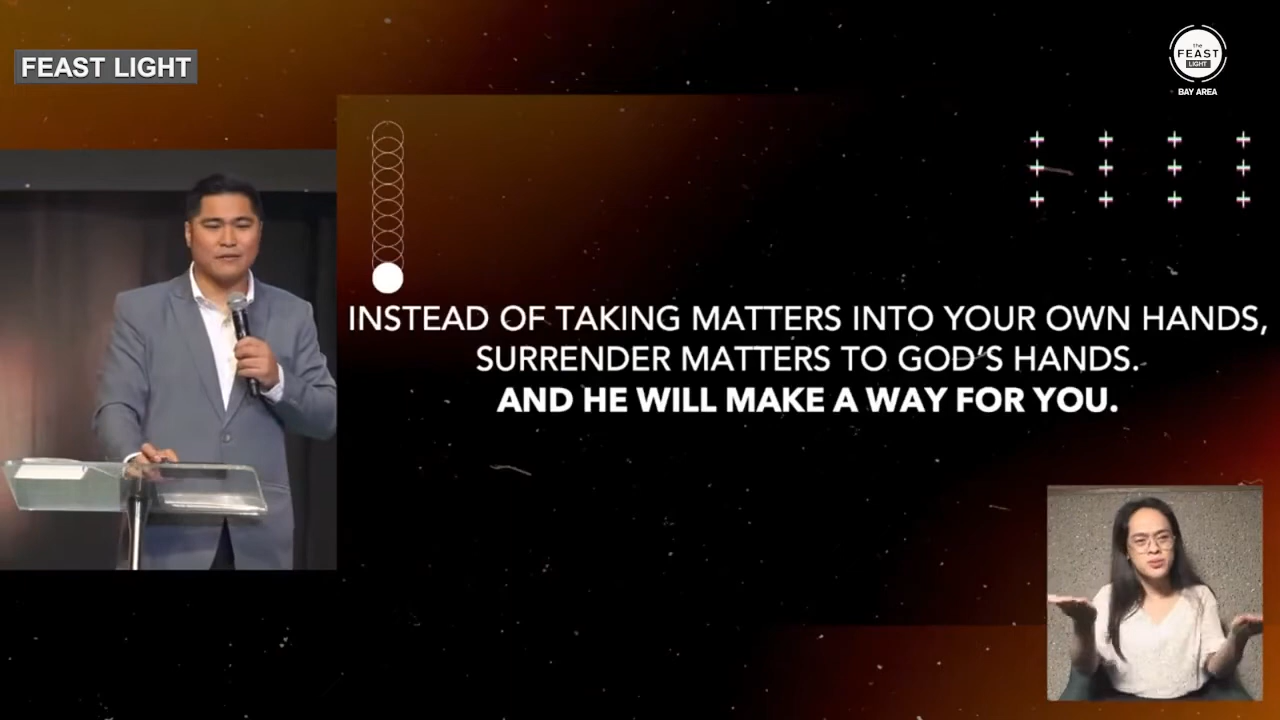 FEAST LIGHT
the
FEAST
LIGHT
BAY AREA
INSTEAD OF TAKING MATTERS INTO YOUR OWN HANDS,
SURRENDER MATTERS TO GOD'S HANDS.
AND HE WILL MAKE A WAY FOR YOU.